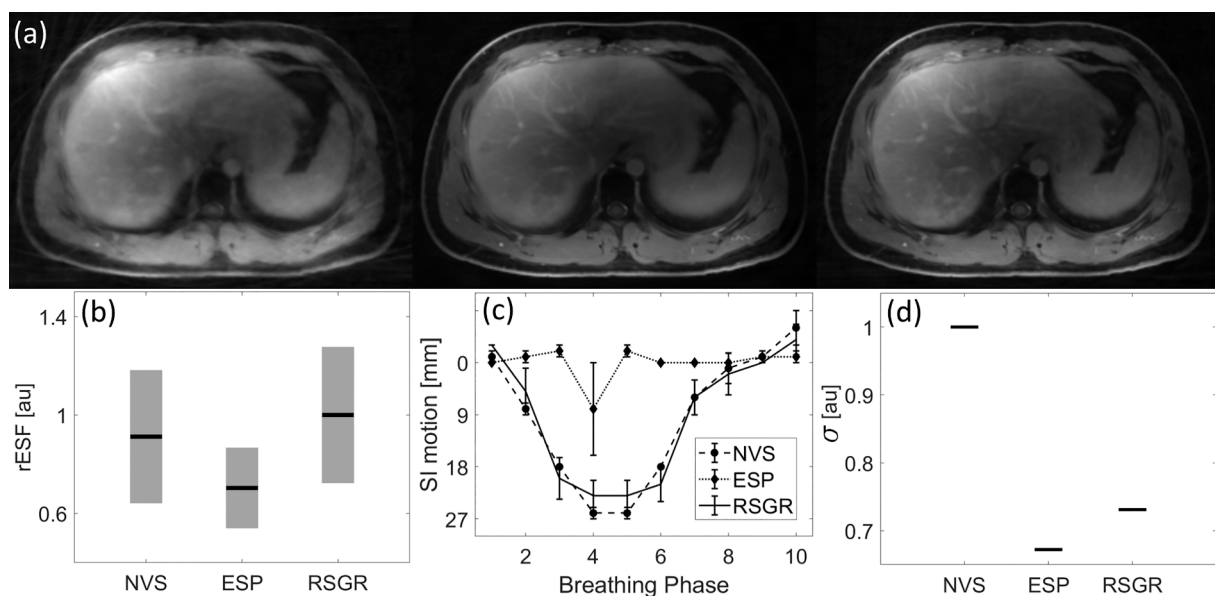 (a)
(b)
1.4
1
0.6
rESF [au]
NVS ESP RSGR
(c)
0
9
18
27
SI motion [mm]
NVS
ESP
RSGR
2 4 6 8 10
Breathing Phase
(d)
1
0.9
0.8
0.7
σ [au]
NVS ESP RSGR